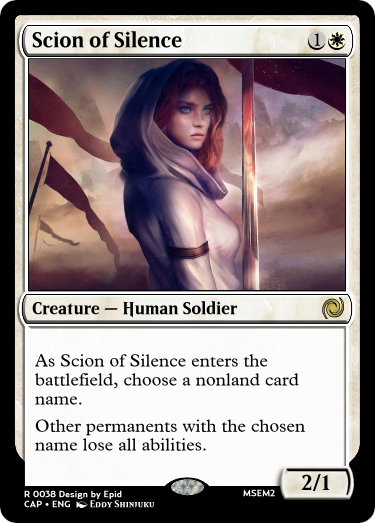 Scion of Silence 1
Creature — Human Soldier
As Scion of Silence enters the
battlefield, choose a nonland card
name.
Other permanents with the chosen
name lose all abilities.
2/1
R 0038 Design by Epid MSEM2
CAP • ENG Eddy Shinjuku